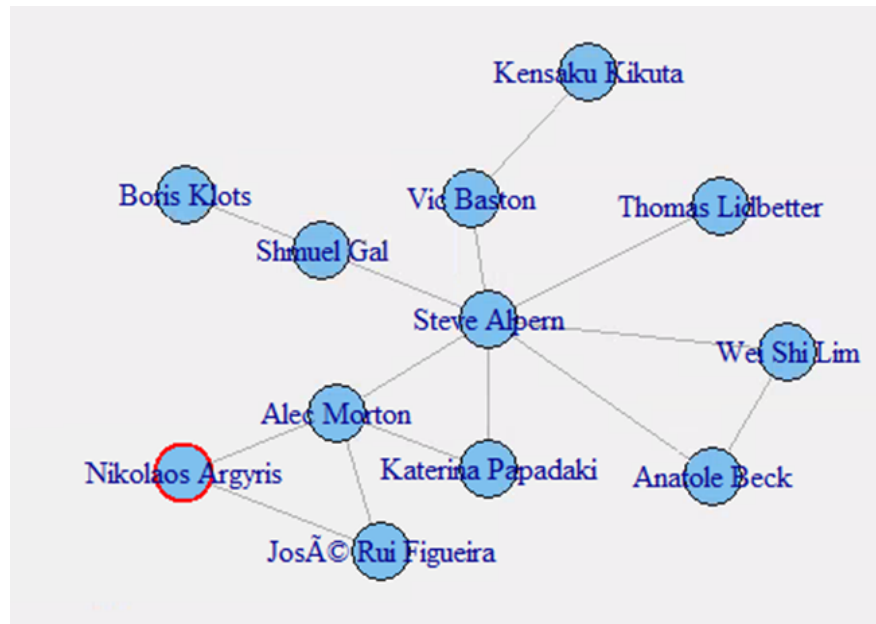 Kensaku Kikuta
Boris Klots
Vic Baston
Thomas Lidbetter
Shmuel Gal
Steve Alpern
Wei Shi Lim
Alec Morton
Nikolaos Argyris
Katerina Papadaki
Anatole Beck
JosÃ© Rui Figueira